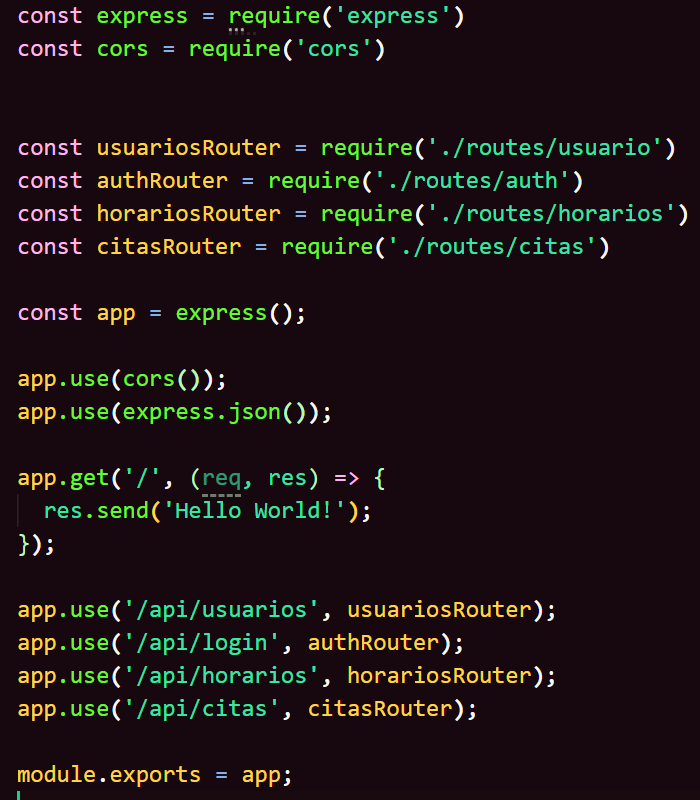 const express = require('express')
const cors = require('cors')
const usuariosRouter = require('./routes/usuario')
const authRouter = require('./routes/auth')
const horariosRouter = require('./routes/horarios')
const citasRouter = require('./routes/citas')
const app = express();
app.use(cors());
app.use(express.json());
app.get('/', (req, res) => {
  res.send('Hello World!');
});
app.use('/api/usuarios', usuariosRouter);
app.use('/api/login', authRouter);
app.use('/api/horarios', horariosRouter);
app.use('/api/citas', citasRouter);
module.exports = app;